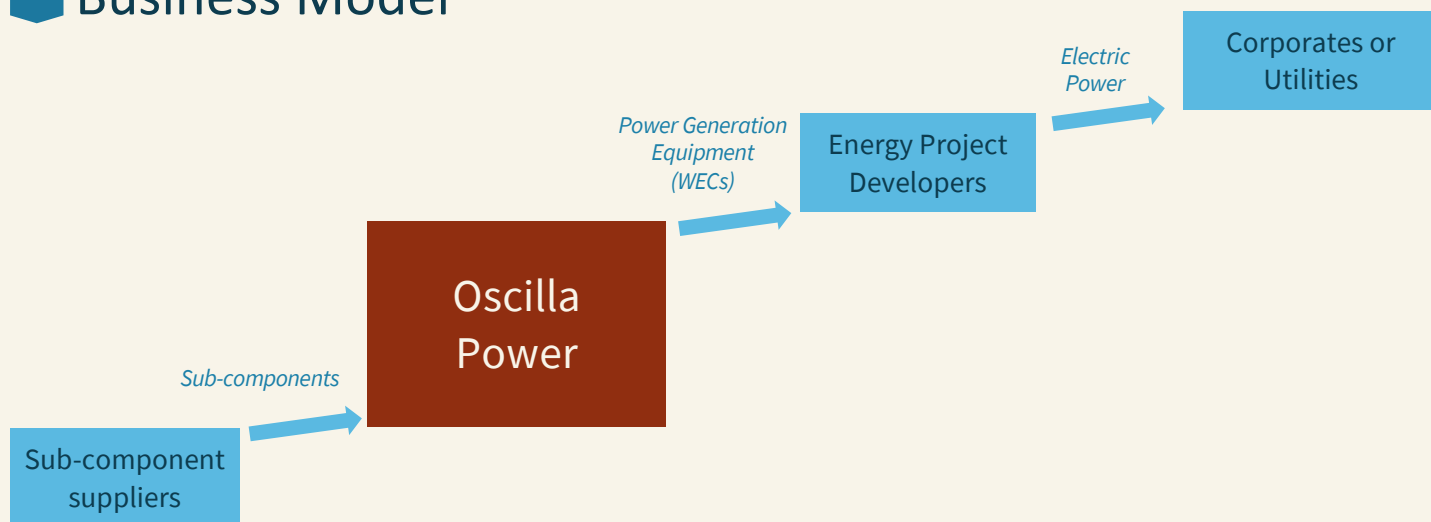 Business Model
Corporates or
Utilities
Electric
Power
Power Generation
Equipment
(WECs)
Energy Project
Developers
Oscilla
Power
Sub-components
Sub-component
suppliers